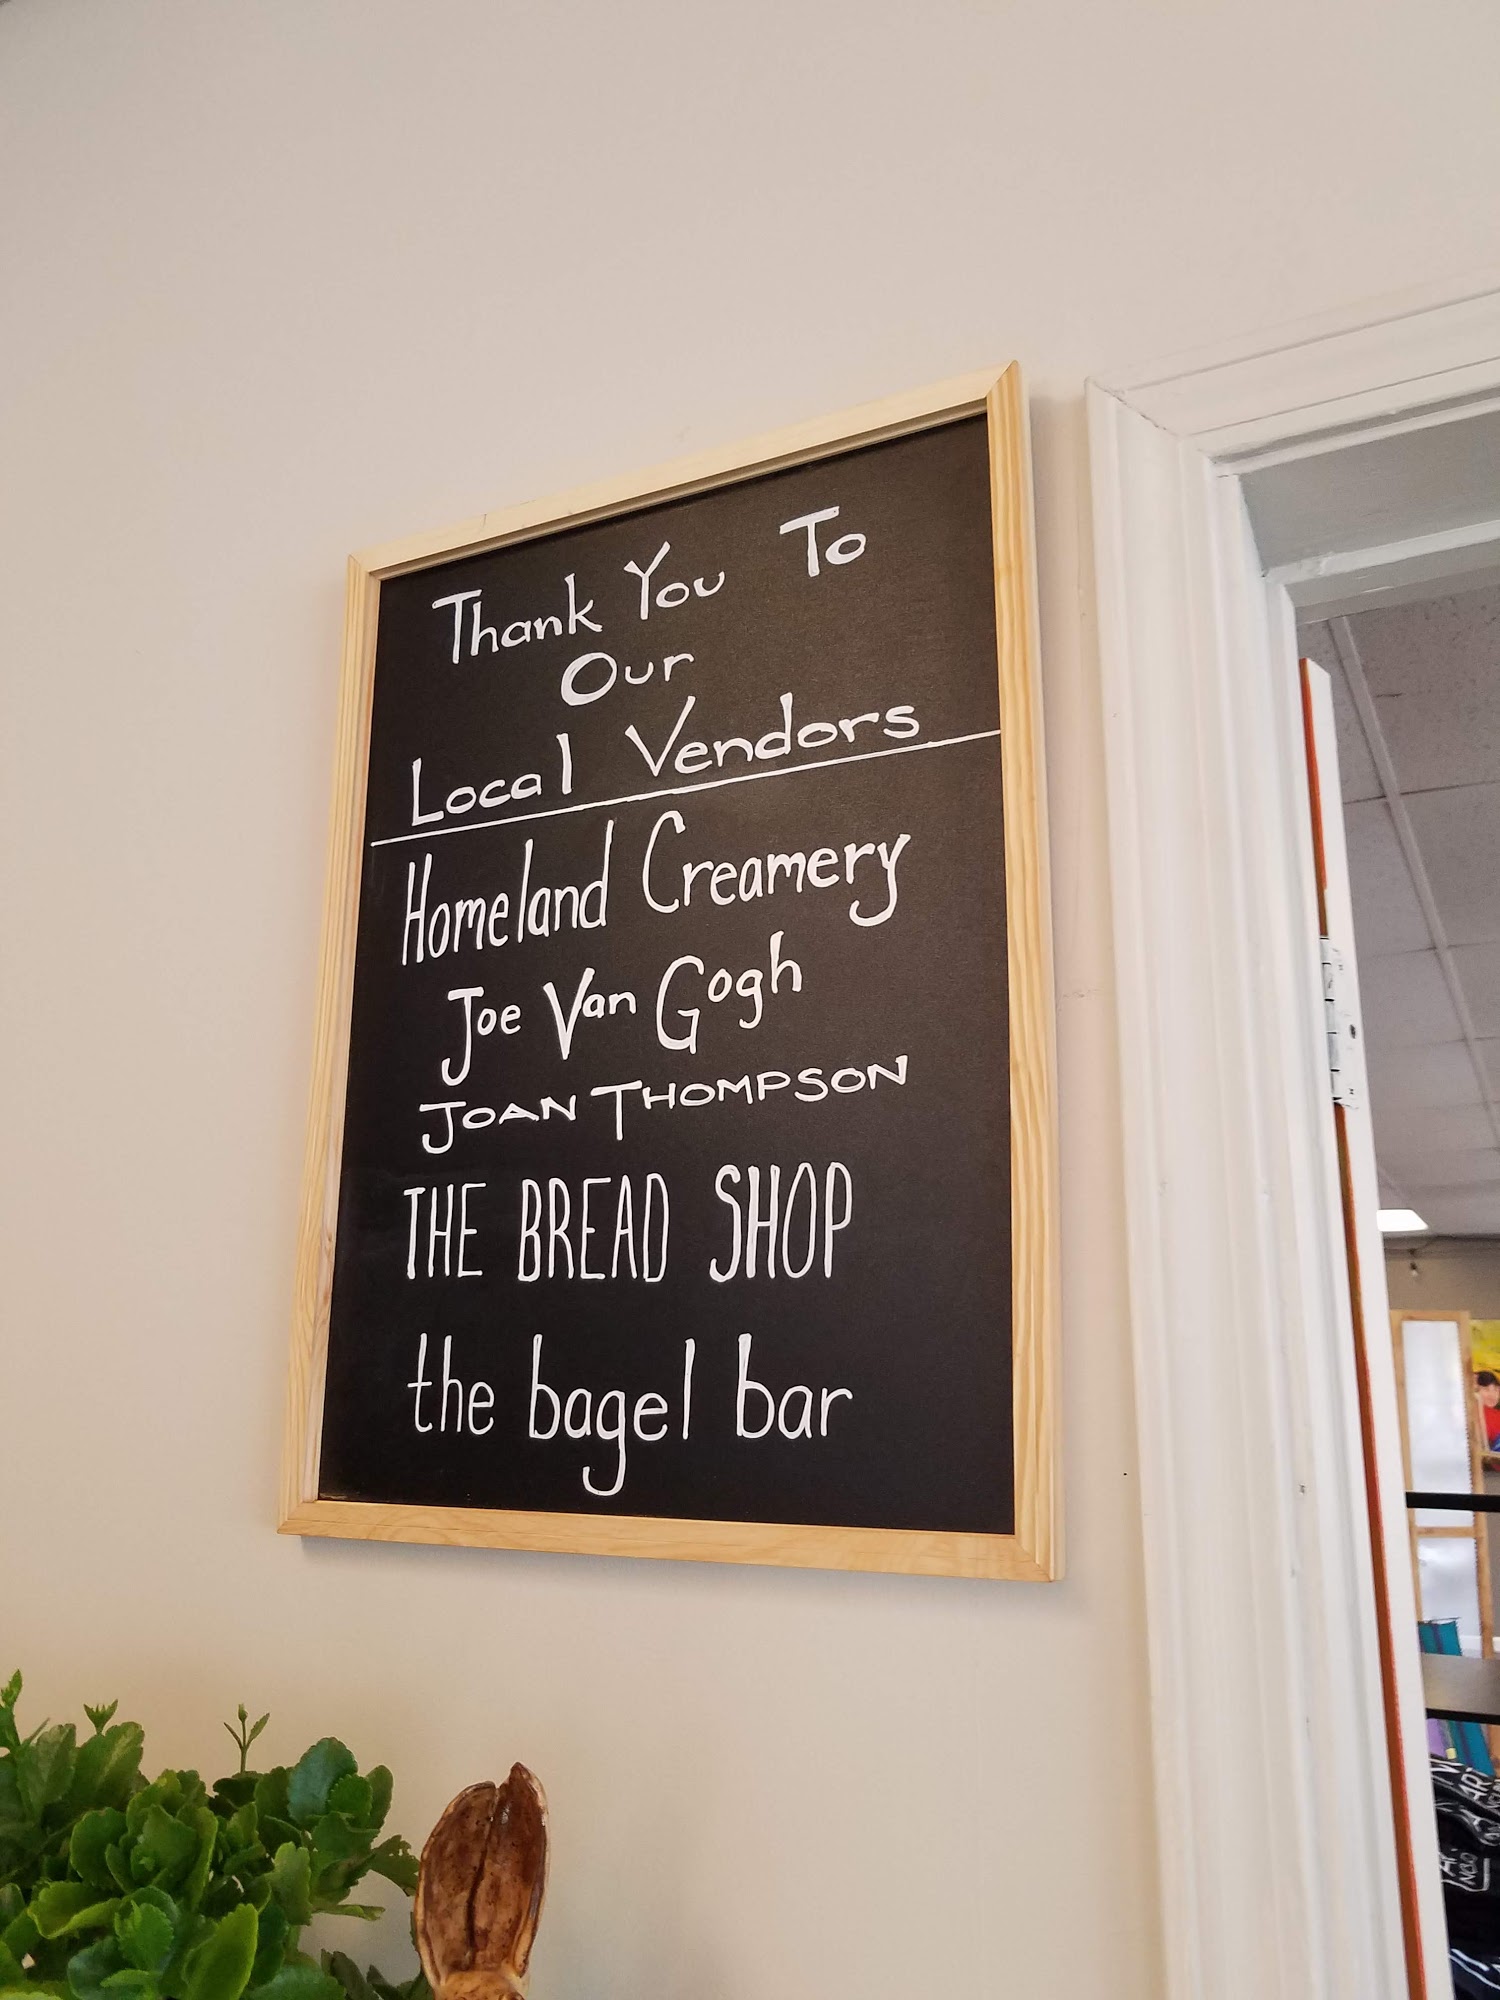 Thank You To
Our
Local Vendors
Homeland Creamery
Joe Van Gogh
JOAN THOMPSON
THE BREAD SHOP
the bagel bar